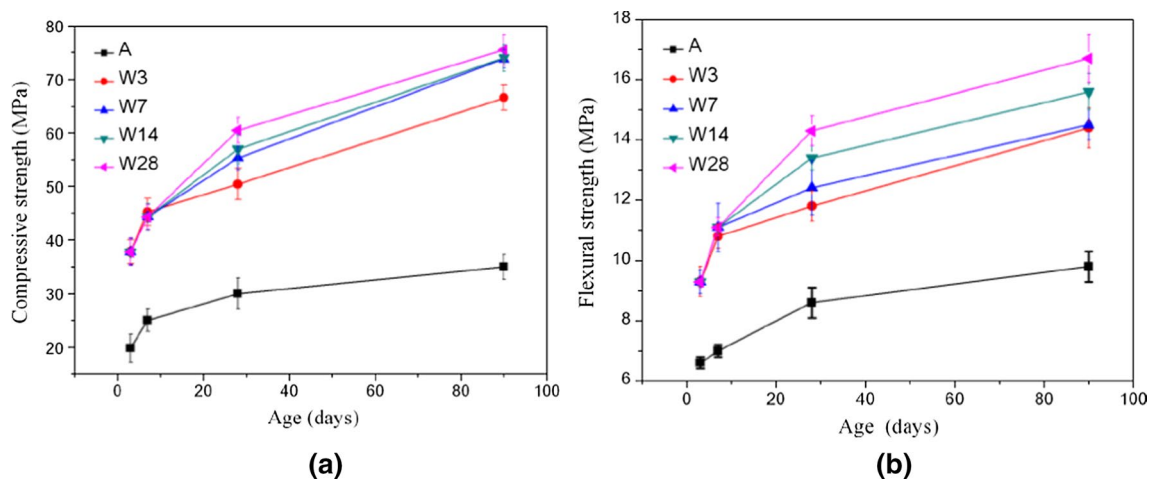 Compressive strength (MPa)
80
70
60
50
40
30
20
A
W3
W7
W14
W28
0
20
40
60
80
100
Age (days)
(a)
Flexural strength (MPa)
18
16
14
12
10
8
6
A
W3
W7
W14
W28
0
20
40
60
80
100
Age (days)
(b)